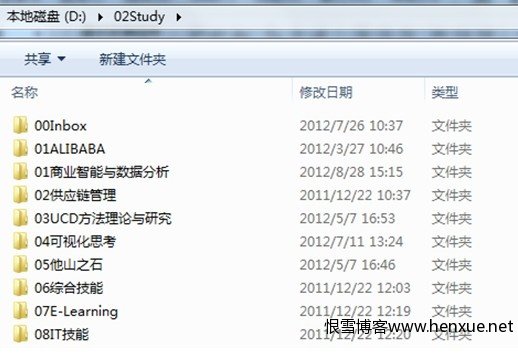 本地磁盘 (D:) ▸ 02Study ▸
共享 ▼ 新建文件夹
名称 修改日期 类型
00Inbox 2012/7/26 10:37 文件夹
01ALIBABA 2012/3/27 10:46 文件夹
01商业智能与数据分析 2012/8/28 15:15 文件夹
02供应链管理 2011/12/22 10:37 文件夹
03UCD方法理论与研究 2012/5/7 16:53 文件夹
04可视化思考 2012/7/11 13:24 文件夹
05他山之石 2012/5/7 16:46 文件夹
06综合技能 2011/12/22 12:03 文件夹
07E-Learning 2011/12/22 12:19 文件夹
08IT技能 2011/12/22 12:20 文件夹
恨雪博客www.henxue.net